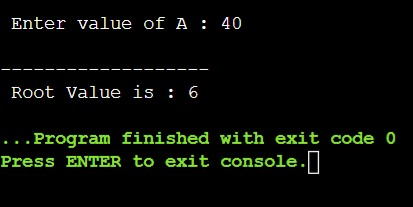 Enter value of A : 40
-------------------
Root Value is : 6
...Program finished with exit code 0
Press ENTER to exit console.